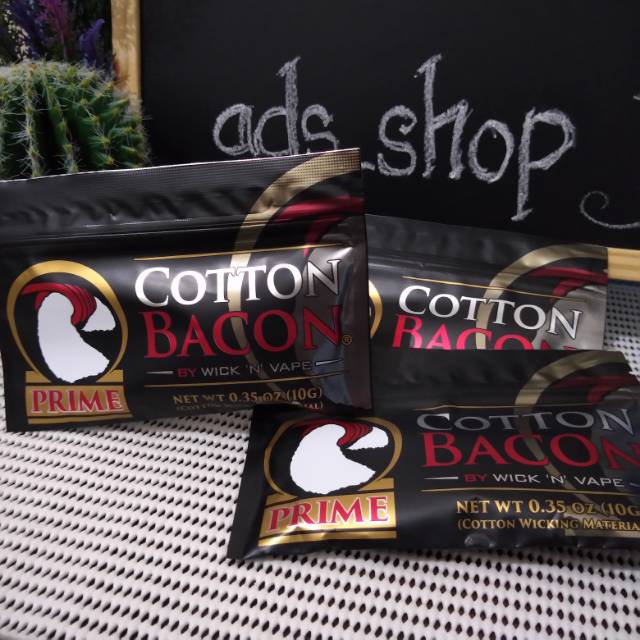 ads_shop
COTTON
BACON®
BY WICK 'N' VAPE
PRIME
NET WT 0.35 OZ (10G)
COTTON
BACON
COTTON
BACON
BY WICK 'N' VAPE
PRIME
NET WT 0.35 OZ (10G
(COTTON WICKING MATERIA